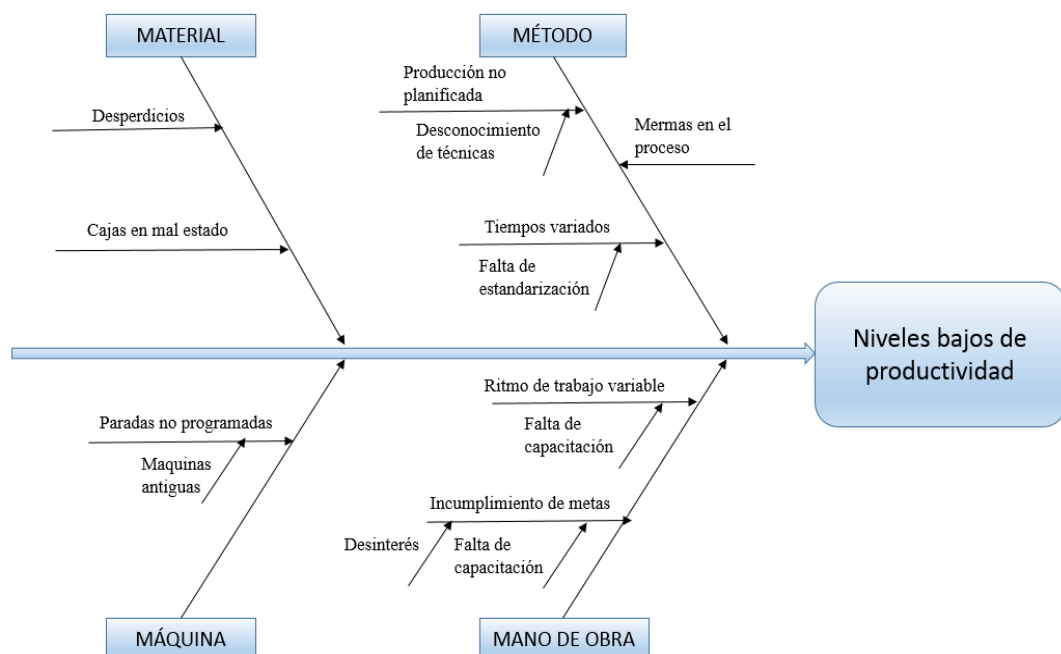 MATERIAL
MÉTODO
Producción no
planificada
Desperdicios
Desconocimiento
de técnicas
Mermas en el
proceso
Cajas en mal estado
Tiempos variados
Falta de
estandarización
Niveles bajos de
productividad
Ritmo de trabajo variable
Paradas no programadas
Falta de
capacitación
Maquinas
antiguas
Incumplimiento de metas
Desinterés
Falta de
capacitación
MÁQUINA
MANO DE OBRA